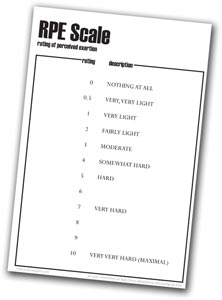 RPE Scale
rating of perceived exertion
rating description
0 NOTHING AT ALL
0.5 VERY, VERY LIGHT
1 VERY LIGHT
2 FAIRLY LIGHT
3 MODERATE
4 SOMEWHAT HARD
5 HARD
6
7 VERY HARD
8
9
10 VERY VERY HARD (MAXIMAL)